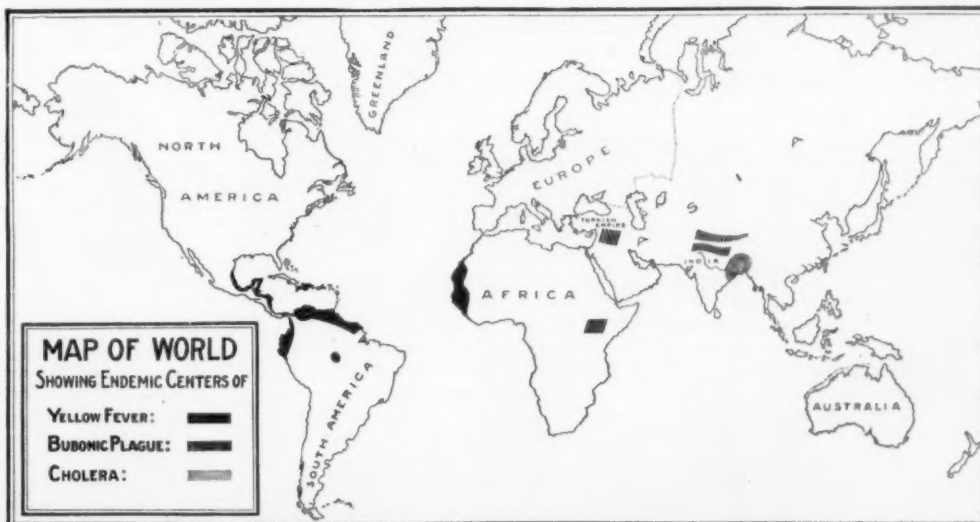 GREENLAND
NORTH
AMERICA
EUROPE
A
S
TURKISH
EMPIRE
A
INDIA
AFRICA
SOUTH AMERICA
AUSTRALIA
MAP OF WORLD
SHOWING ENDEMIC CENTERS OF
YELLOW FEVER:
BUBONIC PLAGUE:
CHOLERA: